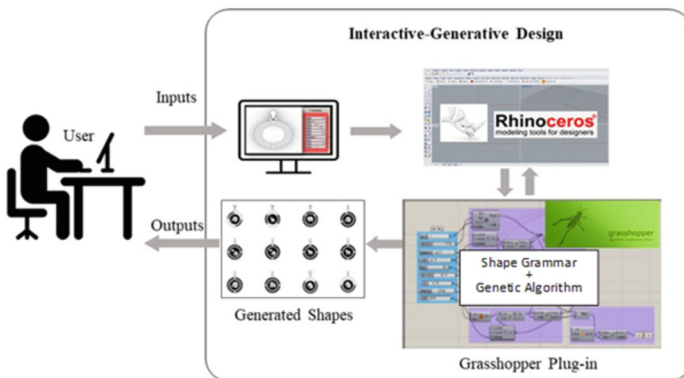 Interactive-Generative Design
User
Inputs
Rhinoceros®
modeling tools for designers
Outputs
Generated Shapes
grasshopper
Shape Grammar
+
Genetic Algorithm
Grasshopper Plug-in